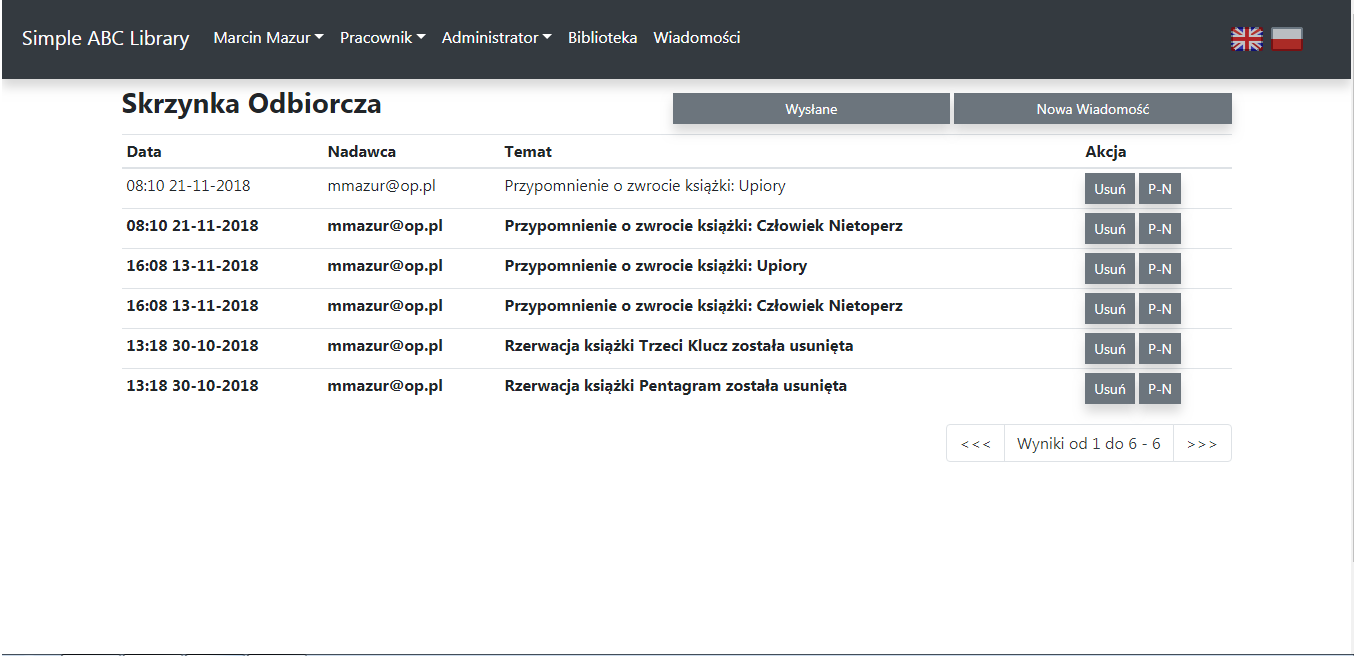 Simple ABC Library Marcin Mazur Pracownik Administrator Biblioteka Wiadomości
Skrzynka Odbiorcza Wysłane Nowa Wiadomość
Data Nadawca Temat Akcja
08:10 21-11-2018 mmazur@op.pl Przypomnienie o zwrocie książki: Upiory Usuń P-N
08:10 21-11-2018 mmazur@op.pl Przypomnienie o zwrocie książki: Człowiek Nietoperz Usuń P-N
16:08 13-11-2018 mmazur@op.pl Przypomnienie o zwrocie książki: Upiory Usuń P-N
16:08 13-11-2018 mmazur@op.pl Przypomnienie o zwrocie książki: Człowiek Nietoperz Usuń P-N
13:18 30-10-2018 mmazur@op.pl Rzerwacja książki Trzeci Klucz została usunięta Usuń P-N
13:18 30-10-2018 mmazur@op.pl Rzerwacja książki Pentagram została usunięta Usuń P-N
<<< Wyniki od 1 do 6 - 6 >>>